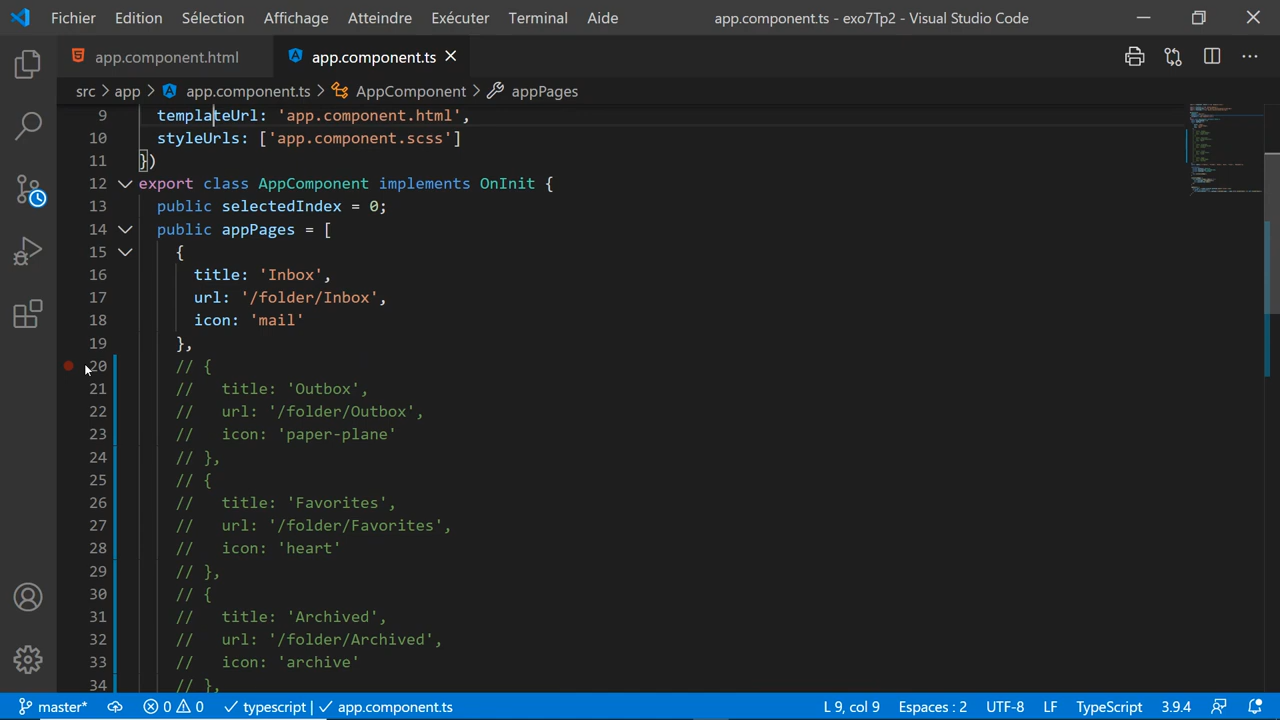 Fichier Edition Sélection Affichage Atteindre Exécuter Terminal Aide app.component.ts - exo7Tp2 - Visual Studio Code
app.component.html app.component.ts
src > app > app.component.ts > AppComponent > appPages
9 templateUrl: 'app.component.html',
10 styleUrls: ['app.component.scss']
11 })
12 export class AppComponent implements OnInit {
13 public selectedIndex = 0;
14 public appPages = [
15 {
16 title: 'Inbox',
17 url: '/folder/Inbox',
18 icon: 'mail'
19 },
20 // {
21 // title: 'Outbox',
22 // url: '/folder/Outbox',
23 // icon: 'paper-plane'
24 // },
25 // {
26 // title: 'Favorites',
27 // url: '/folder/Favorites',
28 // icon: 'heart'
29 // },
30 // {
31 // title: 'Archived',
32 // url: '/folder/Archived',
33 // icon: 'archive'
34 // },
master* 0 0 typescript | app.component.ts L 9, col 9 Espaces : 2 UTF-8 LF TypeScript 3.9.4